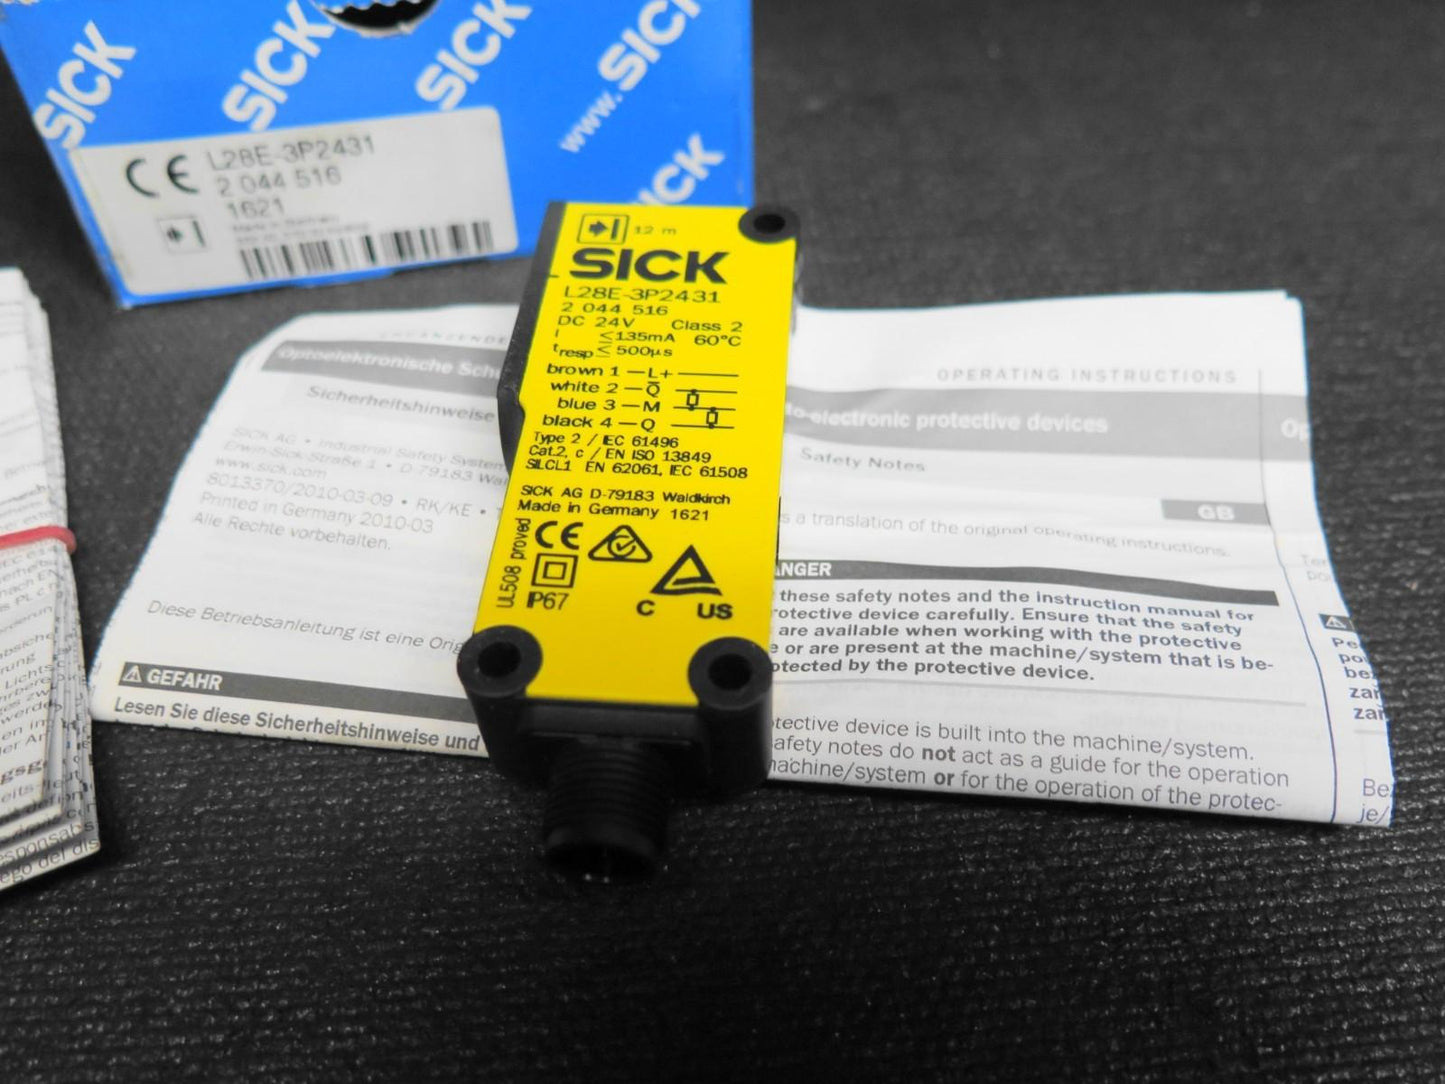 SICK
SICK
SICK
www.SICK
SICK
CE
L28E-3P2431
2 044 516
1621
12 m
SICK
L28E-3P2431
2 044 516
DC 24V Class 2
I ≤135mA 60°C
tresp ≤ 500µs
brown 1 — L+
white 2 — Q̅
blue 3 — M
black 4 — Q
Type 2 / IEC 61496
Cat.2, c / EN ISO 13849
SILCL1 EN 62061, IEC 61508
SICK AG D-79183 Waldkirch
Made in Germany 1621
UL508 proved
CE
IP67
C US
Optoelektronische Sch
Sicherheitshinweise
SICK AG • Industrial Safety System
Erwin-Sick-Straße 1 • D-79183 Wal
www.sick.com
8013370/2010-03-09 • RK/KE •
Printed in Germany 2010-03
Alle Rechte vorbehalten.
Diese Betriebsanleitung ist eine Orig
GEFAHR
Lesen Sie diese Sicherheitshinweise und
OPERATING INSTRUCTIONS
to-electronic protective devices
Safety Notes
GB
s a translation of the original operating instructions.
ANGER
these safety notes and the instruction manual for
rotective device carefully. Ensure that the safety
are available when working with the protective
e or are present at the machine/system that is be-
otected by the protective device.
otective device is built into the machine/system.
safety notes do not act as a guide for the operation
machine/system or for the operation of the protec-